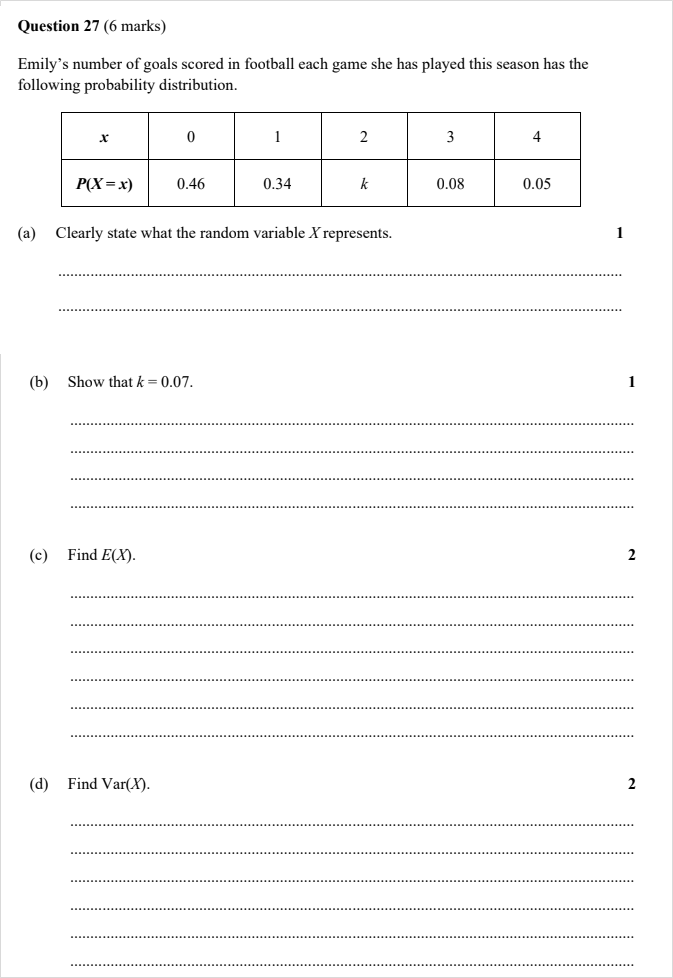 Question 27 (6 marks)
Emily’s number of goals scored in football each game she has played this season has the
following probability distribution.
x 0 1 2 3 4
P(X = x) 0.46 0.34 k 0.08 0.05
(a) Clearly state what the random variable X represents. 1
(b) Show that k = 0.07. 1
(c) Find E(X). 2
(d) Find Var(X). 2